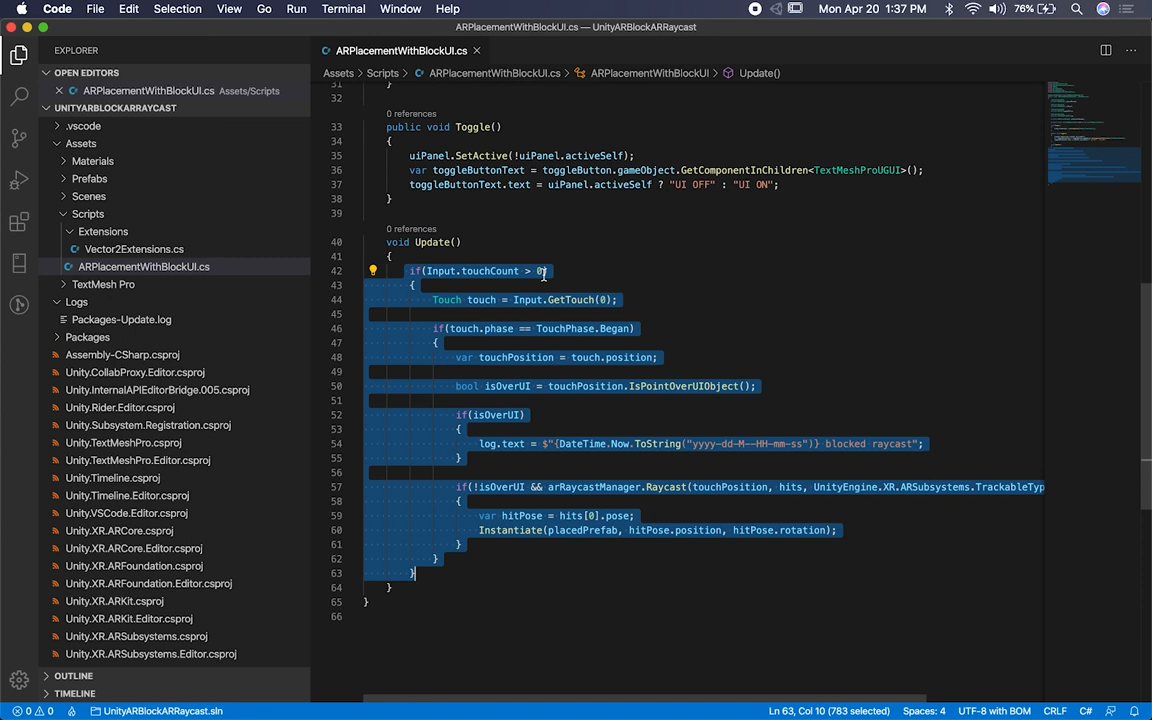 Code File Edit Selection View Go Run Terminal Window Help Mon Apr 20 1:37 PM 76%
ARPlacementWithBlockUI.cs — UnityARBlockARRaycast
EXPLORER
OPEN EDITORS
ARPlacementWithBlockUI.cs Assets/Scripts
UNITYARBLOCKARRAYCAST
.vscode
Assets
Materials
Prefabs
Scenes
Scripts
Extensions
Vector2Extensions.cs
ARPlacementWithBlockUI.cs
TextMesh Pro
Logs
Packages-Update.log
Packages
Assembly-CSharp.csproj
Unity.CollabProxy.Editor.csproj
Unity.InternalAPIEditorBridge.005.csproj
Unity.Rider.Editor.csproj
Unity.Subsystem.Registration.csproj
Unity.TextMeshPro.csproj
Unity.TextMeshPro.Editor.csproj
Unity.Timeline.csproj
Unity.Timeline.Editor.csproj
Unity.VSCode.Editor.csproj
Unity.XR.ARCore.csproj
Unity.XR.ARCore.Editor.csproj
Unity.XR.ARFoundation.csproj
Unity.XR.ARFoundation.Editor.csproj
Unity.XR.ARKit.csproj
Unity.XR.ARKit.Editor.csproj
Unity.XR.ARSubsystems.csproj
Unity.XR.ARSubsystems.Editor.csproj
OUTLINE
TIMELINE
ARPlacementWithBlockUI.cs
Assets > Scripts > ARPlacementWithBlockUI.cs > ARPlacementWithBlockUI > Update()
31 }
32
0 references
33 public void Toggle()
34 {
35 uiPanel.SetActive(!uiPanel.activeSelf);
36 var toggleButtonText = toggleButton.gameObject.GetComponentInChildren<TextMeshProUGUI>();
37 toggleButtonText.text = uiPanel.activeSelf ? "UI OFF" : "UI ON";
38 }
39
0 references
40 void Update()
41 {
42 if(Input.touchCount > 0)
43 {
44 Touch touch = Input.GetTouch(0);
45
46 if(touch.phase == TouchPhase.Began)
47 {
48 var touchPosition = touch.position;
49
50 bool isOverUI = touchPosition.IsPointOverUIObject();
51
52 if(isOverUI)
53 {
54 log.text = $"{DateTime.Now.ToString("yyyy-dd-M--HH-mm-ss")} blocked raycast";
55 }
56
57 if(!isOverUI && arRaycastManager.Raycast(touchPosition, hits, UnityEngine.XR.ARSubsystems.TrackableTyp
58 {
59 var hitPose = hits[0].pose;
60 Instantiate(placedPrefab, hitPose.position, hitPose.rotation);
61 }
62 }
63 }
64 }
65 }
66
0 0 UnityARBlockARRaycast.sln Ln 63, Col 10 (783 selected) Spaces: 4 UTF-8 with BOM CRLF C#